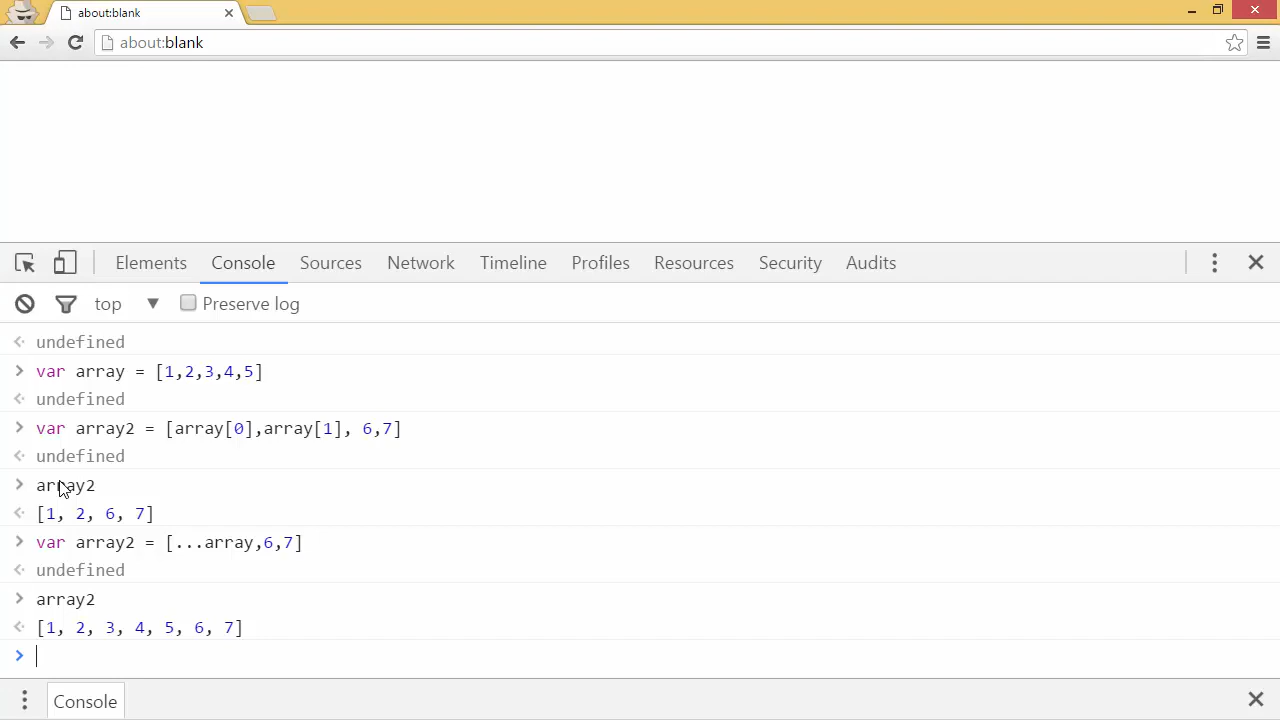 about:blank
about:blank
Elements Console Sources Network Timeline Profiles Resources Security Audits
top ▼ Preserve log
undefined
> var array = [1,2,3,4,5]
undefined
> var array2 = [array[0],array[1], 6,7]
undefined
> array2
[1, 2, 6, 7]
> var array2 = [...array,6,7]
undefined
> array2
[1, 2, 3, 4, 5, 6, 7]
>
Console